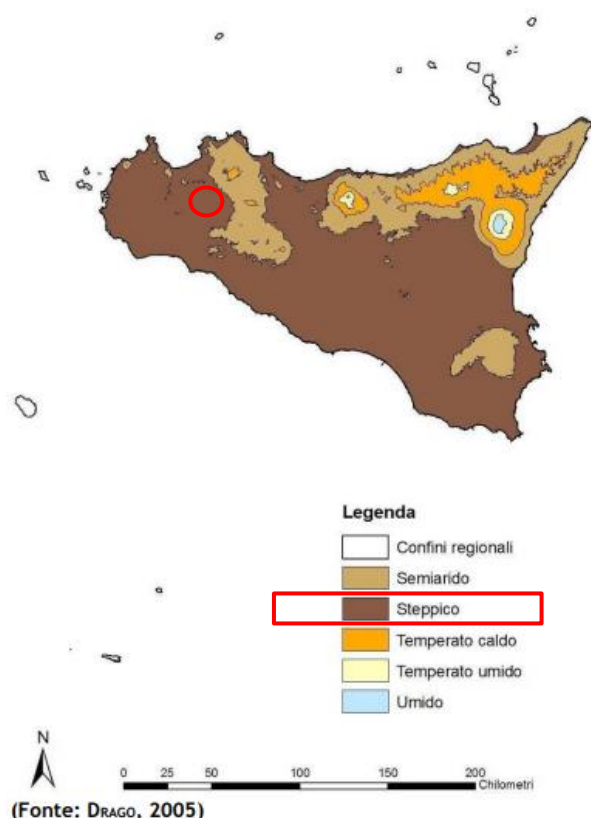 Legenda
Confini regionali
Semiarido
Steppico
Temperato caldo
Temperato umido
Umido
N
0 25 50 100 150 200
Chilometri
(Fonte: DRAGO, 2005)